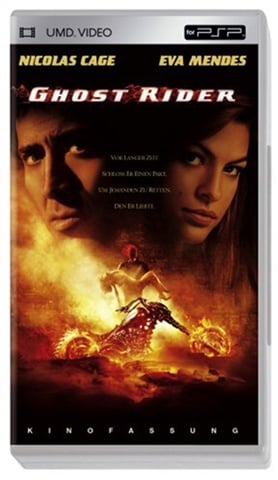 UMD. VIDEO
for PSP
NICOLAS CAGE
EVA MENDES
GHOST RIDER
VOR LANGER ZEIT
SCHLOSS ER EINEN PAKT,
UM JEMANDEN ZU RETTEN,
DEN ER LIEBTE.
KINOFASSUNG